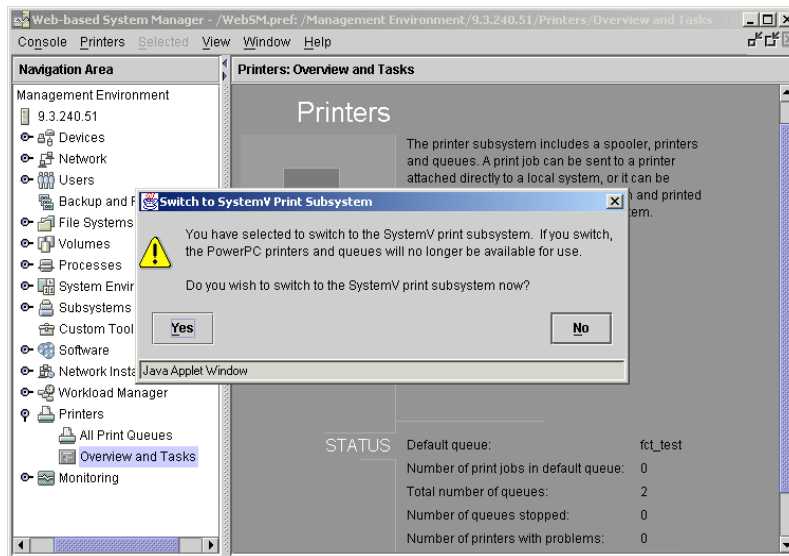 Web-based System Manager - /WebSM.pref: /Management Environment/9.3.240.51/Printers/Overview and Tasks
Console Printers Selected View Window Help
Navigation Area
Printers: Overview and Tasks
Management Environment
9.3.240.51
Devices
Network
Users
Backup and
File Systems
Volumes
Processes
System Envir
Subsystems
Custom Tool
Software
Network Insta
Workload Manager
Printers
All Print Queues
Overview and Tasks
Monitoring
Printers
The printer subsystem includes a spooler, printers
and queues. A print job can be sent to a printer
attached directly to a local system, or it can be
and printed
Switch to SystemV Print Subsystem
You have selected to switch to the SystemV print subsystem. If you switch,
the PowerPC printers and queues will no longer be available for use.
Do you wish to switch to the SystemV print subsystem now?
Yes
No
Java Applet Window
STATUS
Default queue: fct_test
Number of print jobs in default queue: 0
Total number of queues: 2
Number of queues stopped: 0
Number of printers with problems: 0